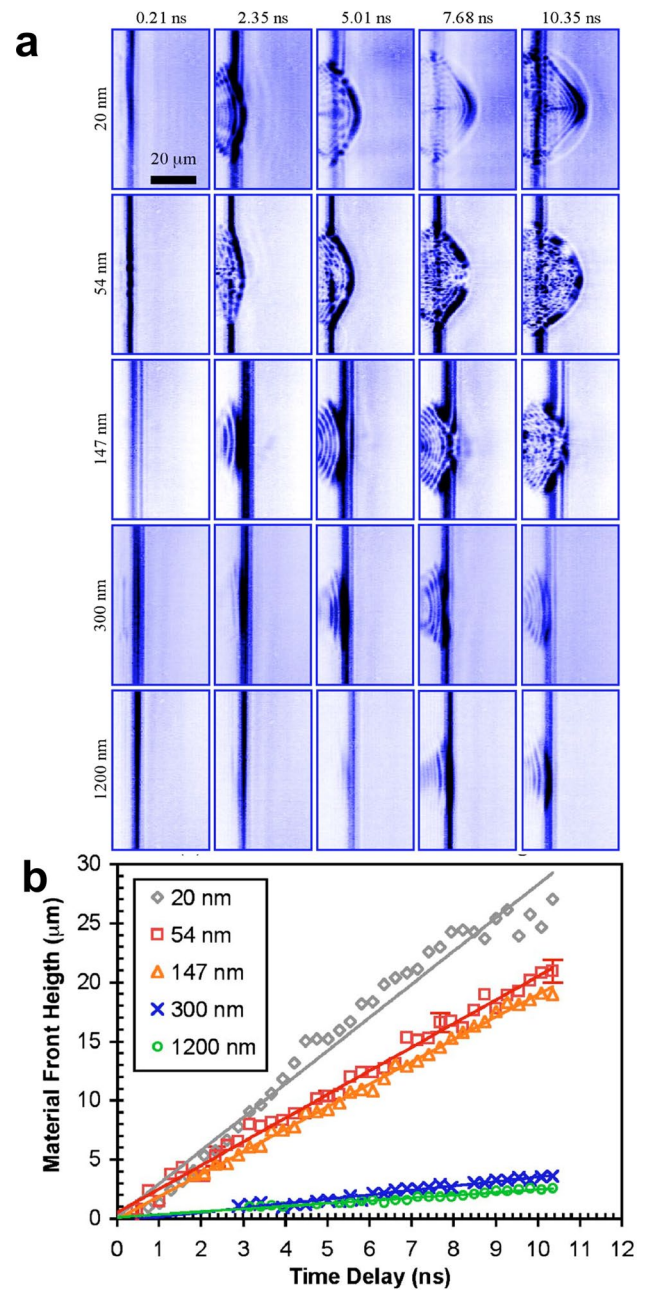 a
0.21 ns 2.35 ns 5.01 ns 7.68 ns 10.35 ns
20 nm
20 µm
54 nm
147 nm
300 nm
1200 nm
b
30
25
20
15
10
5
0
Material Front Heigth (µm)
20 nm
54 nm
147 nm
300 nm
1200 nm
0 1 2 3 4 5 6 7 8 9 10 11 12
Time Delay (ns)